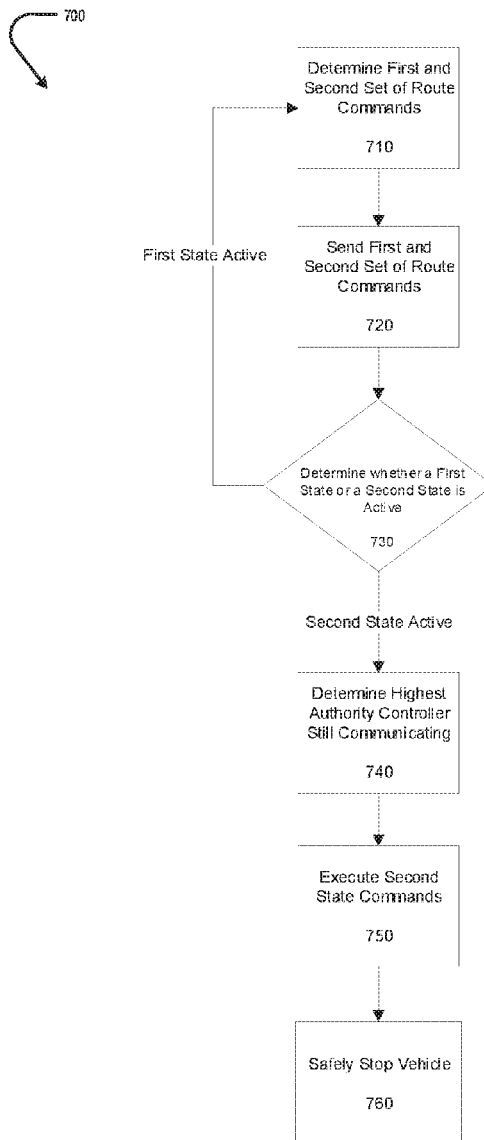 700
Determine First and
Second Set of Route
Commands
710
First State Active
Send First and
Second Set of Route
Commands
720
Determine whether a First
State or a Second State is
Active
730
Second State Active
Determine Highest
Authority Controller
Still Communicating
740
Execute Second
State Commands
750
Safely Stop Vehicle
760